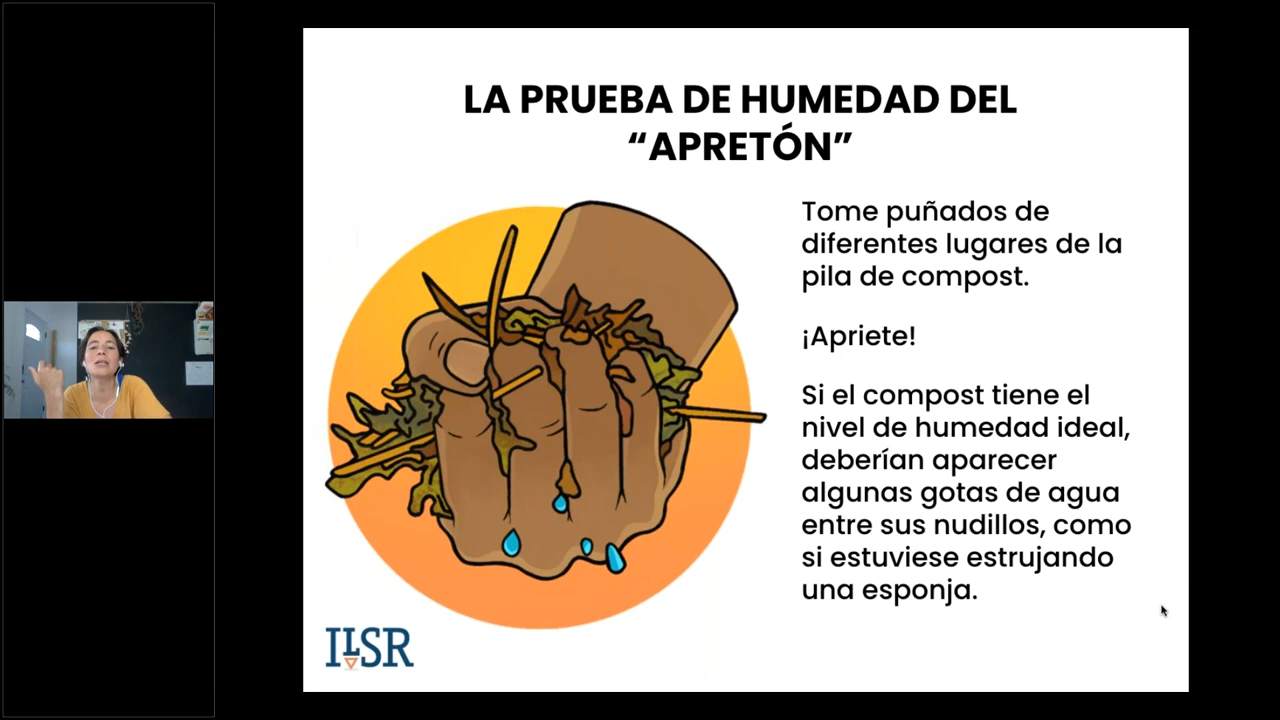 LA PRUEBA DE HUMEDAD DEL
“APRETÓN”
Tome puñados de
diferentes lugares de la
pila de compost.
¡Apriete!
Si el compost tiene el
nivel de humedad ideal,
deberían aparecer
algunas gotas de agua
entre sus nudillos, como
si estuviese estrujando
una esponja.
ILSR